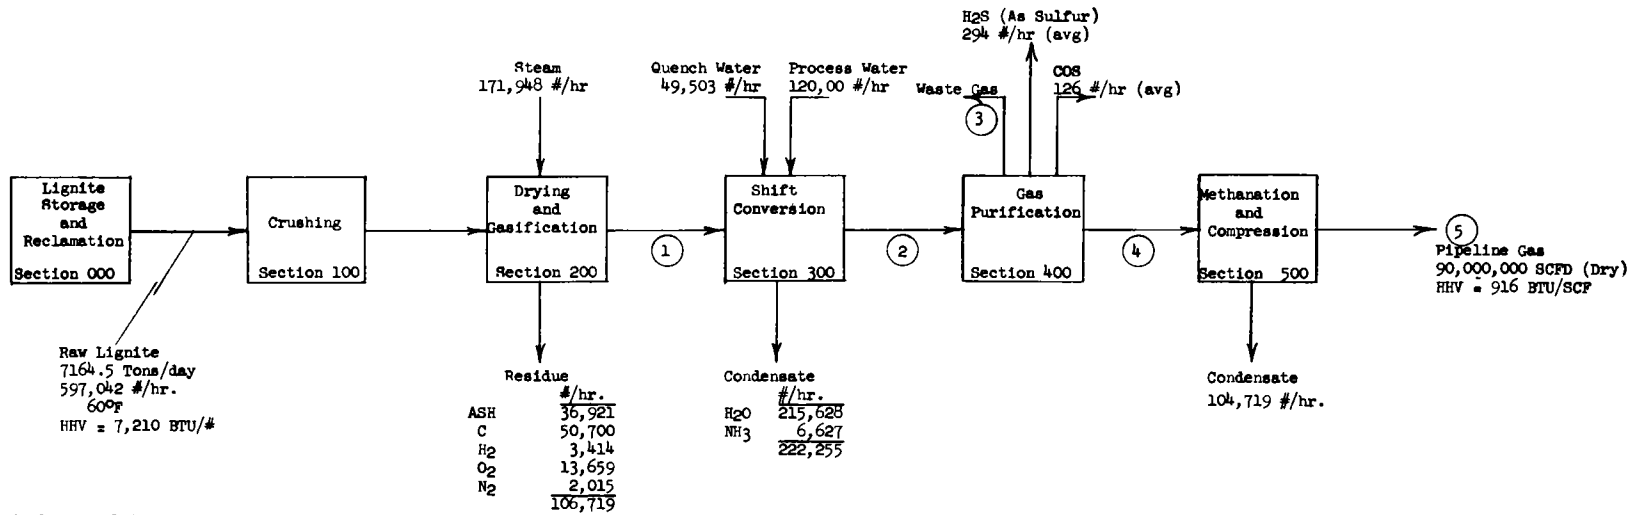 H2S (As Sulfur)
294 #/hr (avg)
Steam
171,948 #/hr
Quench Water
49,503 #/hr
Process Water
120,00 #/hr
Waste Gas
3
COS
126 #/hr (avg)
Lignite
Storage
and
Reclamation
Section 000
Crushing
Section 100
Drying
and
Gasification
Section 200
1
Shift
Conversion
Section 300
2
Gas
Purification
Section 400
4
Methanation
and
Compression
Section 500
5
Pipeline Gas
90,000,000 SCFD (Dry)
HHV = 916 BTU/SCF
Raw Lignite
7164.5 Tons/day
597,042 #/hr.
60°F
HHV = 7,210 BTU/#
Residue
#/hr.
ASH 36,921
C 50,700
H2 3,414
O2 13,659
N2 2,015
106,719
Condensate
#/hr.
H2O 215,628
NH3 6,627
222,255
Condensate
104,719 #/hr.